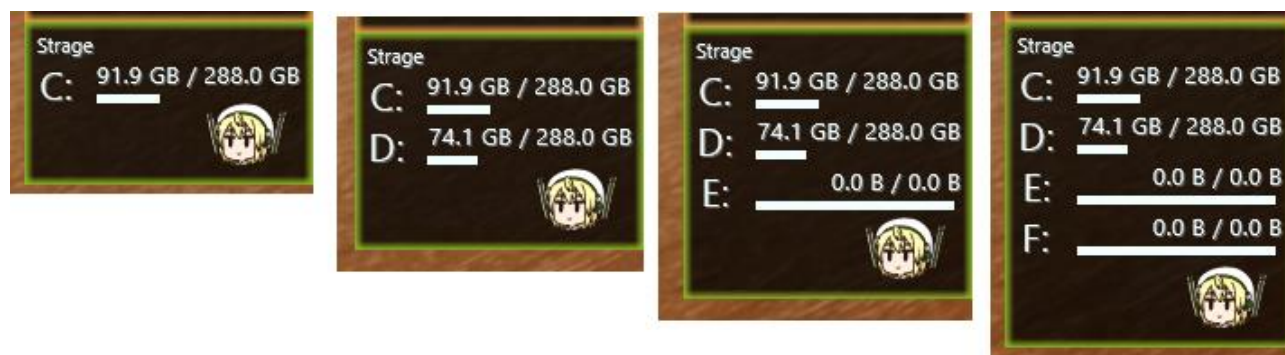 Strage
C: 91.9 GB / 288.0 GB
Strage
C: 91.9 GB / 288.0 GB
D: 74.1 GB / 288.0 GB
Strage
C: 91.9 GB / 288.0 GB
D: 74.1 GB / 288.0 GB
E: 0.0 B / 0.0 B
Strage
C: 91.9 GB / 288.0 GB
D: 74.1 GB / 288.0 GB
E: 0.0 B / 0.0 B
F: 0.0 B / 0.0 B